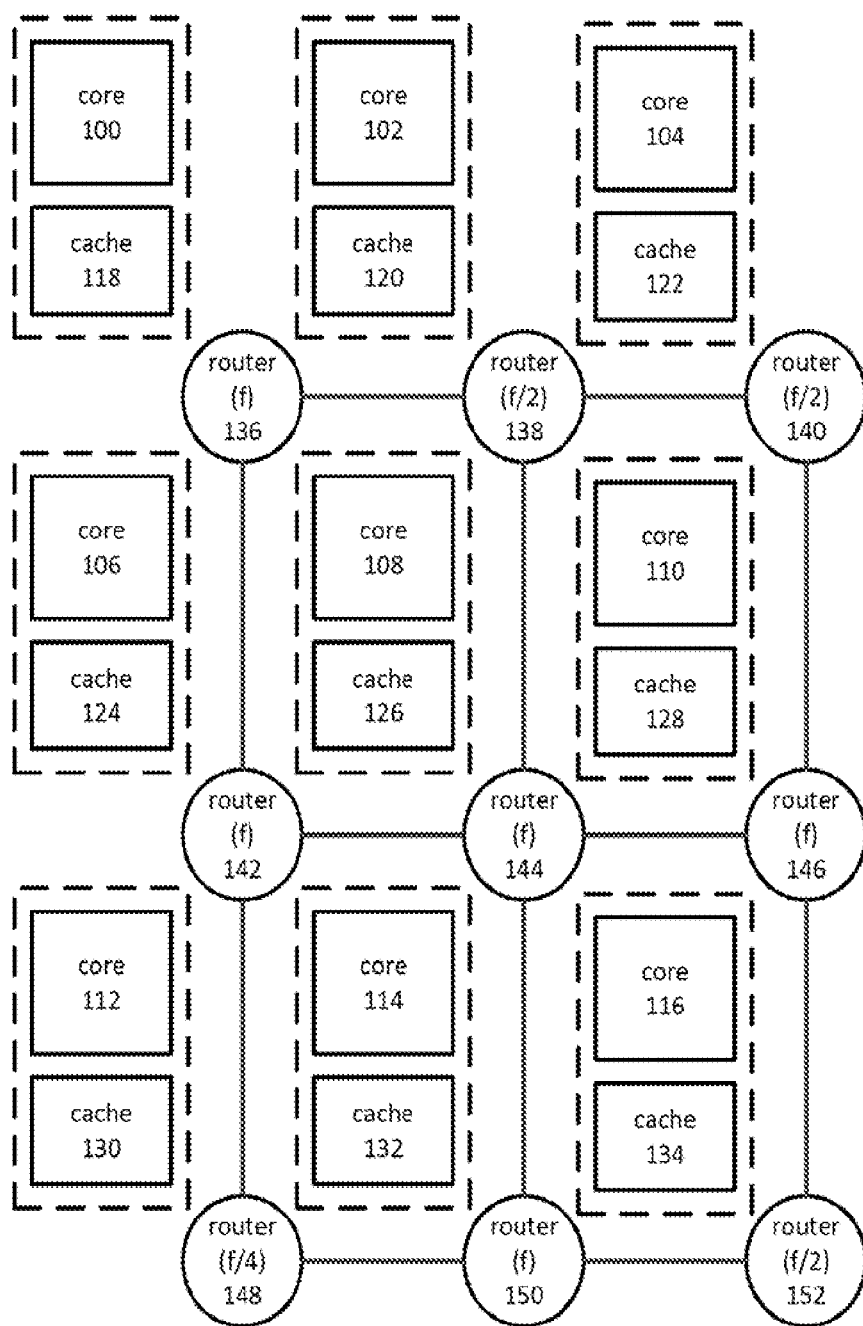 core
100
cache
118
core
102
cache
120
core
104
cache
122
router
(f)
136
router
(f/2)
138
router
(f/2)
140
core
106
cache
124
core
108
cache
126
core
110
cache
128
router
(f)
142
router
(f)
144
router
(f)
146
core
112
cache
130
core
114
cache
132
core
116
cache
134
router
(f/4)
148
router
(f)
150
router
(f/2)
152